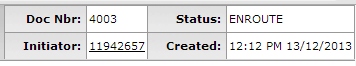 Doc Nbr: 4003 Status: ENROUTE
Initiator: 11942657 Created: 12:12 PM 13/12/2013